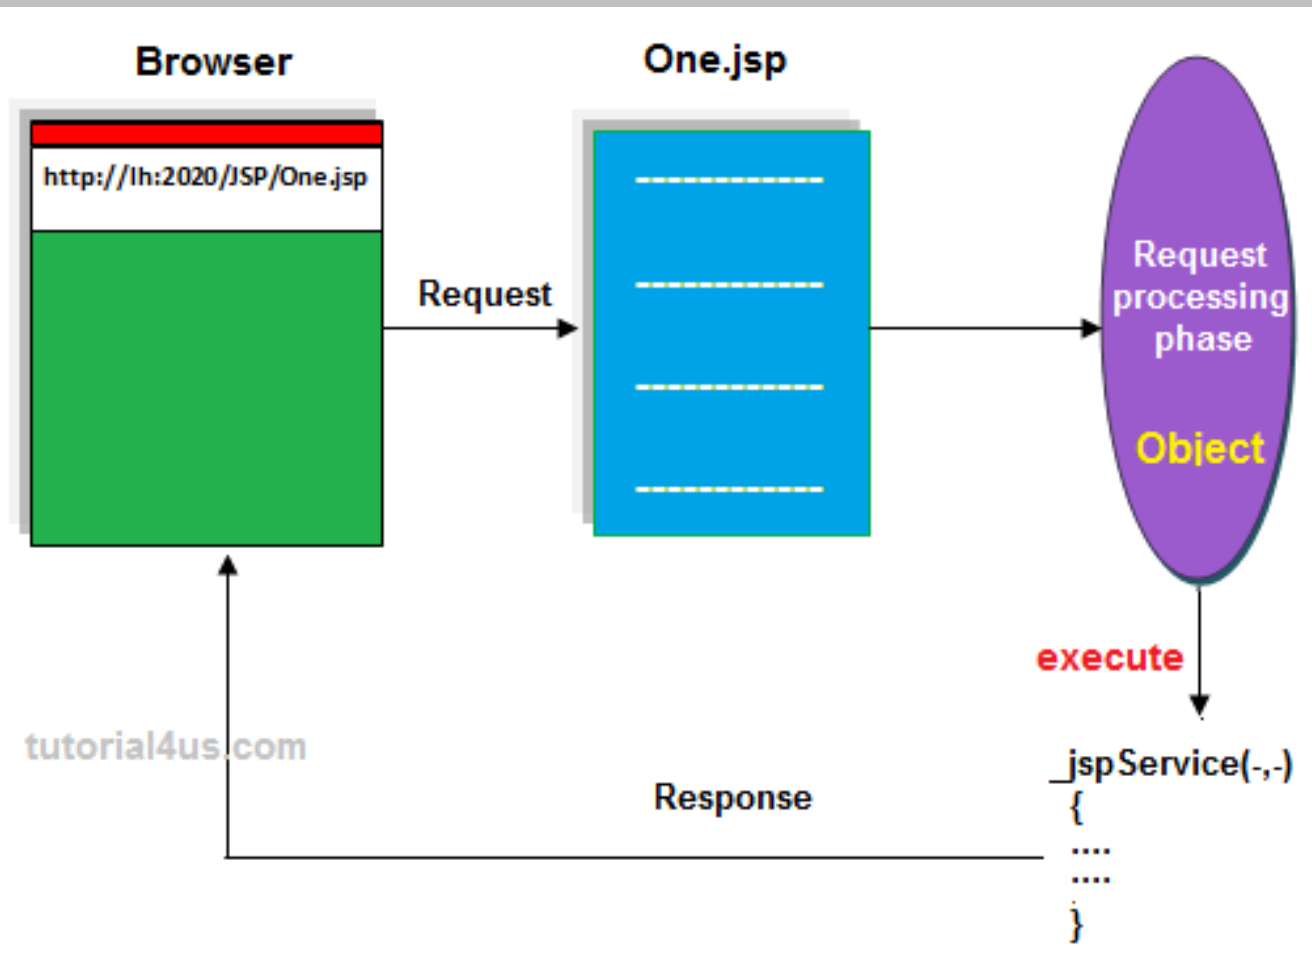 Browser
One.jsp
http://lh:2020/JSP/One.jsp
Request
Request
processing
phase
Object
execute
tutorial4us.com
_jspService(-,-)
{
....
....
}
Response